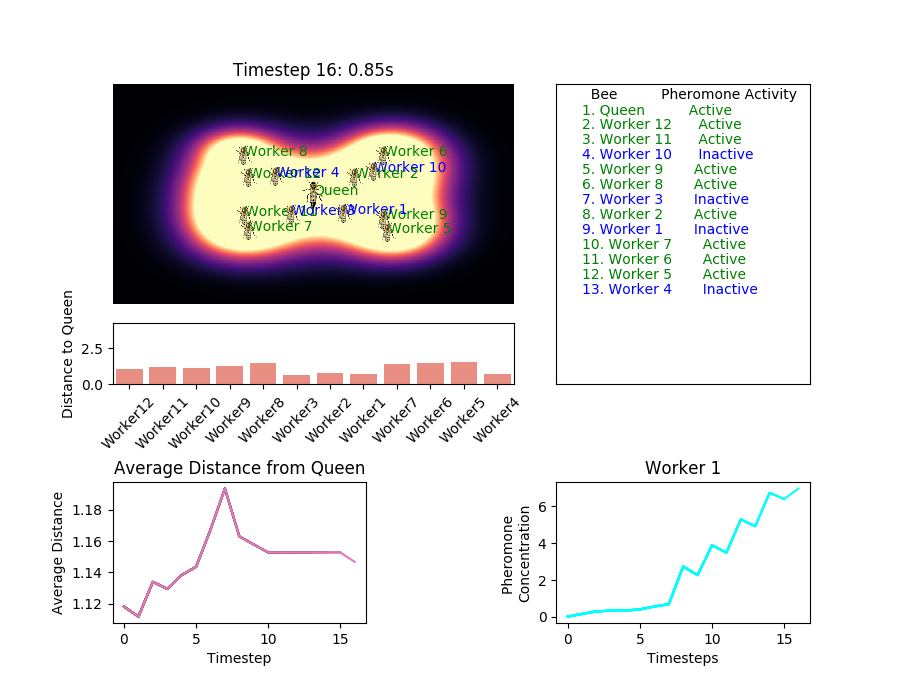 Timestep 16: 0.85s
Worker 8
Worker 6
Worker 10
Worker 12
Worker 4
Worker 2
Queen
Worker 11
Worker 3
Worker 1
Worker 9
Worker 7
Worker 5
Bee Pheromone Activity
1. Queen Active
2. Worker 12 Active
3. Worker 11 Active
4. Worker 10 Inactive
5. Worker 9 Active
6. Worker 8 Active
7. Worker 3 Inactive
8. Worker 2 Active
9. Worker 1 Inactive
10. Worker 7 Active
11. Worker 6 Active
12. Worker 5 Active
13. Worker 4 Inactive
Distance to Queen
2.5
0.0
Worker12
Worker11
Worker10
Worker9
Worker8
Worker3
Worker2
Worker1
Worker7
Worker6
Worker5
Worker4
Average Distance from Queen
Average Distance
1.18
1.16
1.14
1.12
0 5 10 15
Timestep
Worker 1
Pheromone
Concentration
6
4
2
0
0 5 10 15
Timesteps